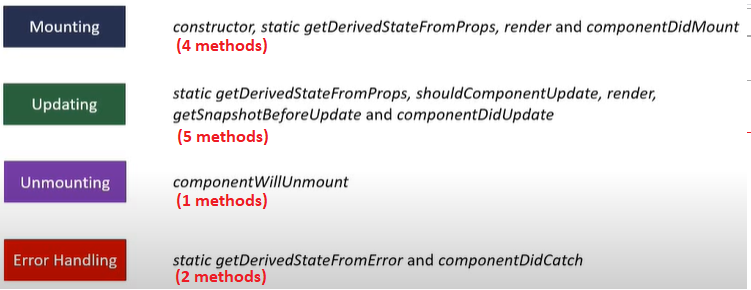 Mounting
constructor, static getDerivedStateFromProps, render and componentDidMount
(4 methods)
Updating
static getDerivedStateFromProps, shouldComponentUpdate, render,
getSnapshotBeforeUpdate and componentDidUpdate
(5 methods)
Unmounting
componentWillUnmount
(1 methods)
Error Handling
static getDerivedStateFromError and componentDidCatch
(2 methods)